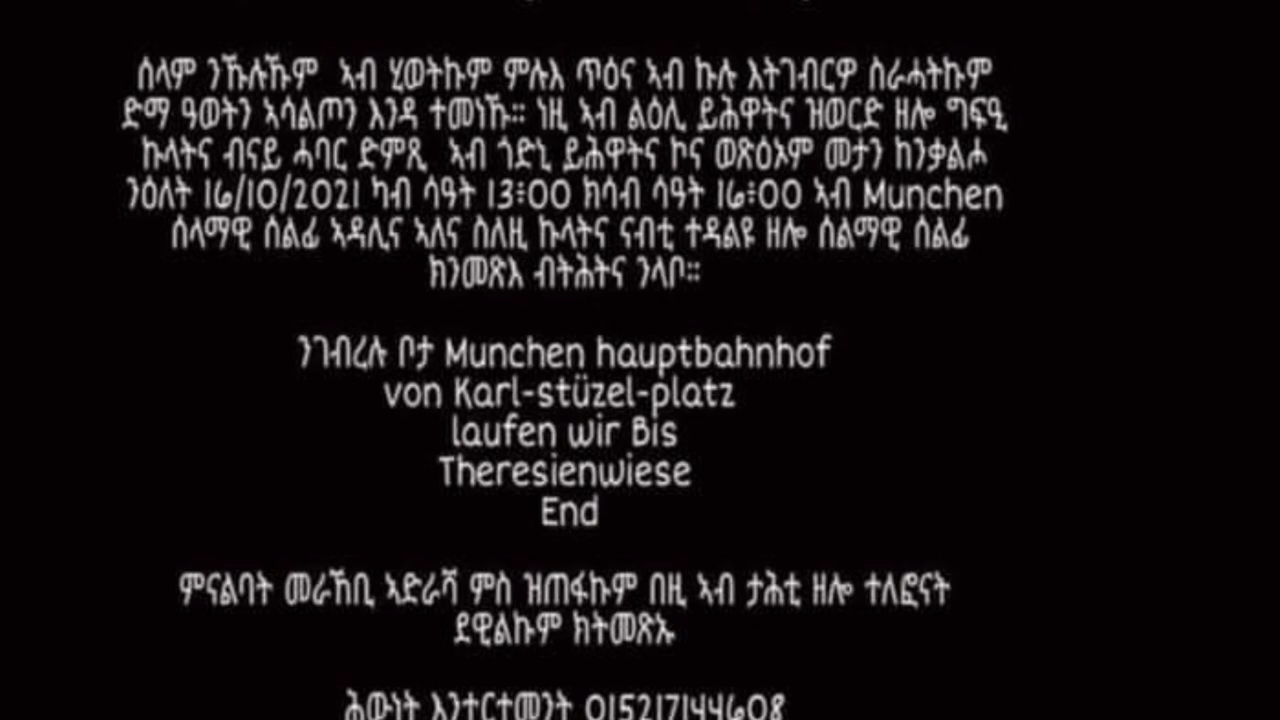 ሰላም ንኹሉኹም ኣብ ሂወትኩም ምሉእ ጥዕና ኣብ ኩሉ እትገብርዎ ስራሓትኩም
ድማ ዓወትን ኣሳልጦን እንዳ ተመነኹ። ነዚ ኣብ ልዕሊ ይሕዋትና ዝወርድ ዘሎ ግፍዒ
ኩላትና ብናይ ሓባር ድምጺ ኣብ ጎድኒ ይሕዋትና ኮና ወጽዕኦም መታን ከንቃልሖ
ንዕለት 16/10/2021 ካብ ሳዓት 13፡00 ክሳብ ሳዓት 16፡00 ኣብ Munchen
ሰላማዊ ሰልፊ ኣዳሊና ኣለና ስለዚ ኩላትና ናብቲ ተዳልዩ ዘሎ ሰልማዊ ሰልፊ
ክንመጽእ ብትሕትና ንላቦ።
ንገብረሉ ቦታ Munchen hauptbahnhof
von Karl-stüzel-platz
laufen wir Bis
Theresienwiese
End
ምናልባት መራኸቢ ኣድራሻ ምስ ዝጠፋኩም በዚ ኣብ ታሕቲ ዘሎ ተለፎናት
ደዊልኩም ክትመጽኡ
ሕውነት እንተርተመንት 015217144608